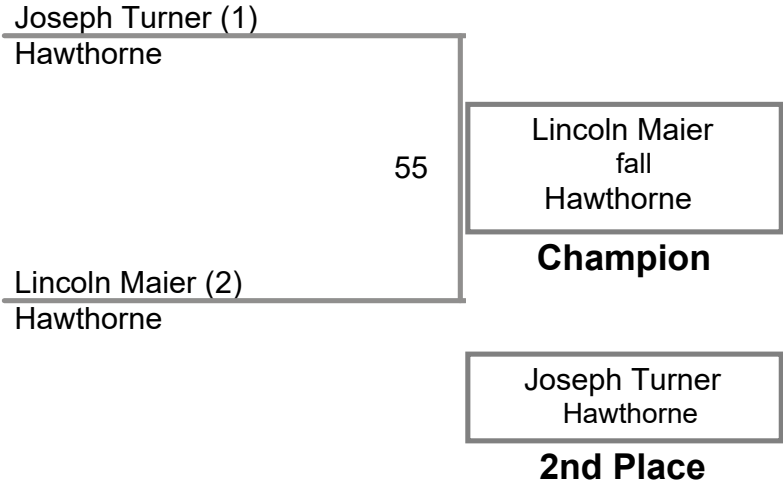 Joseph Turner (1)
Hawthorne
55
Lincoln Maier
fall
Hawthorne
Champion
Lincoln Maier (2)
Hawthorne
Joseph Turner
Hawthorne
2nd Place